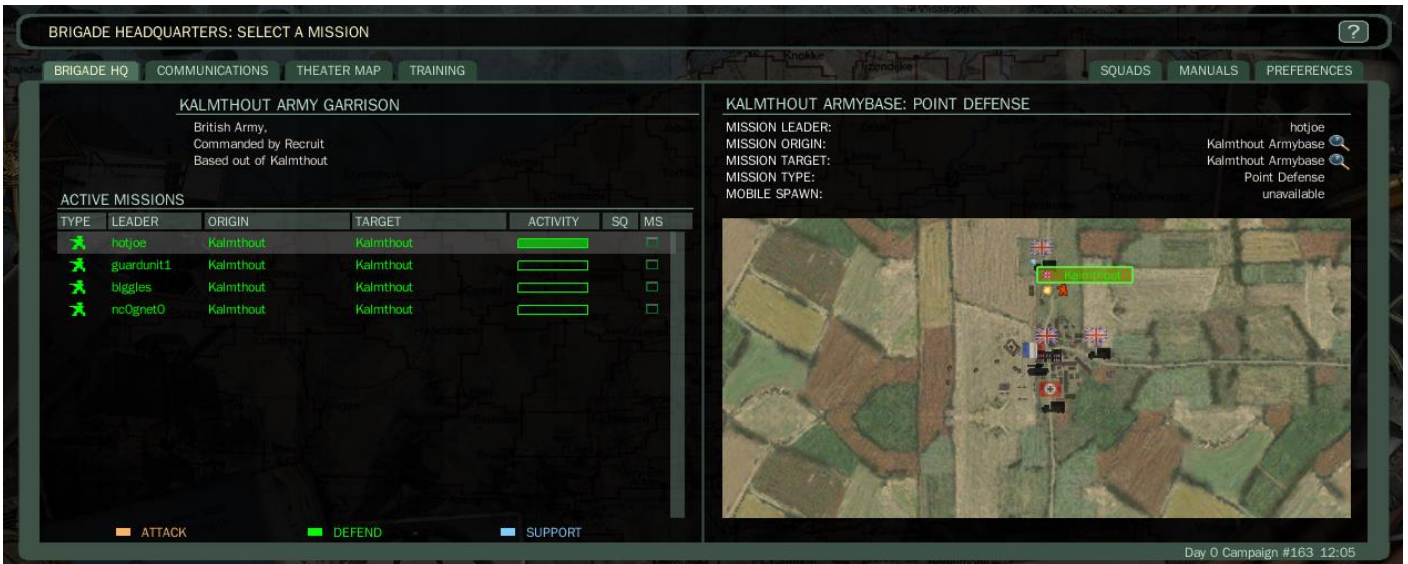 BRIGADE HEADQUARTERS: SELECT A MISSION
?
BRIGADE HQ COMMUNICATIONS THEATER MAP TRAINING SQUADS MANUALS PREFERENCES
KALMTHOUT ARMY GARRISON
British Army,
Commanded by Recruit
Based out of Kalmthout
ACTIVE MISSIONS
TYPE LEADER ORIGIN TARGET ACTIVITY SQ MS
hotjoe Kalmthout Kalmthout
guardunit1 Kalmthout Kalmthout
biggles Kalmthout Kalmthout
nc0gnet0 Kalmthout Kalmthout
ATTACK DEFEND SUPPORT
KALMTHOUT ARMYBASE: POINT DEFENSE
MISSION LEADER: hotjoe
MISSION ORIGIN: Kalmthout Armybase
MISSION TARGET: Kalmthout Armybase
MISSION TYPE: Point Defense
MOBILE SPAWN: unavailable
Kalmthout
Day 0 Campaign #163 12:05